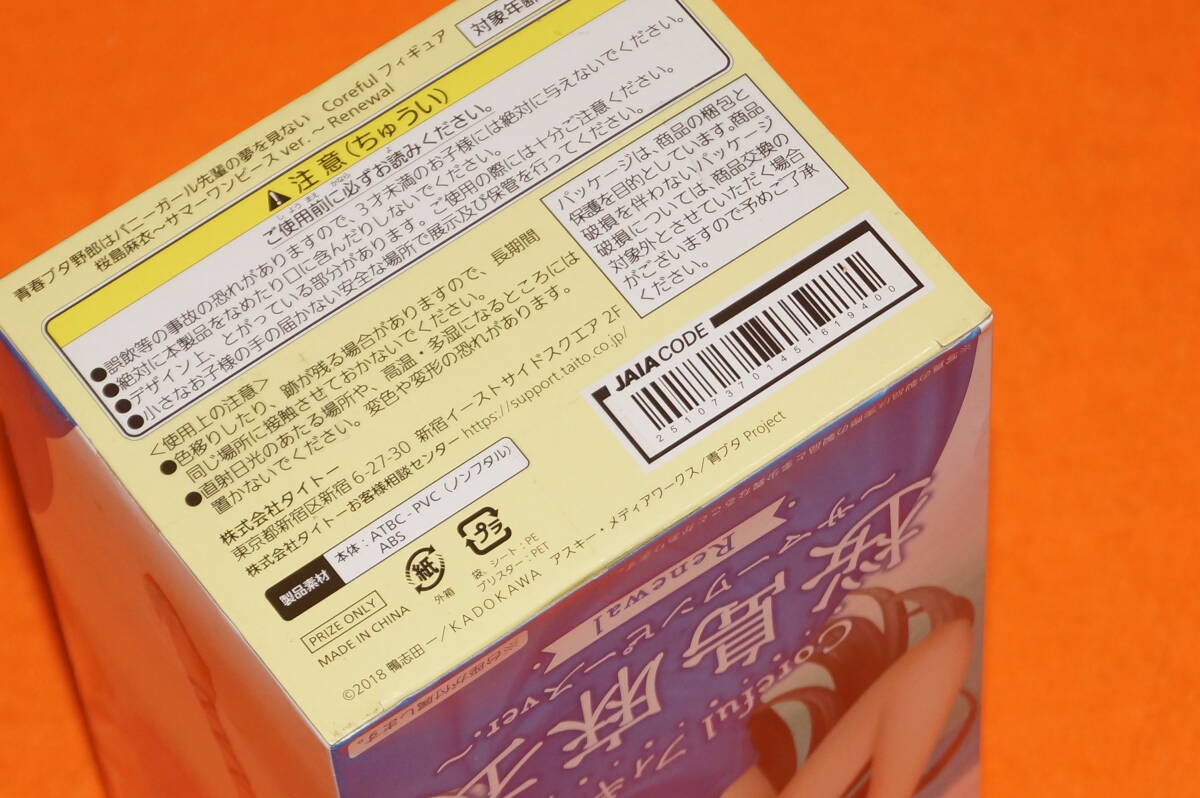 青春ブタ野郎はバニーガール先輩の夢を見ない Coreful フィギュア
桜島麻衣〜サマーワンピースver.〜 Renewal
対象年齢
注意(ちゅうい)
ご使用前に必ずお読みください。
●誤飲等の事故の恐れがありますので、3才未満のお子様には絶対に与えないでください。
●絶対に本製品をなめたり口に含んだりしないでください。
●デザイン上、とがっている部分があります。ご使用の際には十分ご注意ください。
●小さなお子様の手の届かない安全な場所で展示及び保管を行ってください。
<使用上の注意>
●色移りしたり、跡が残る場合がありますので、長期間
同じ場所に接触させておかないでください。
●直射日光のあたる場所や、高温・多湿になるところには
置かないでください。変色や変形の恐れがあります。
パッケージは、商品の梱包と
保護を目的としています。商品
破損を伴わないパッケージ
破損については、商品交換の
対象外とさせていただく場合
がございますので予めご了承
ください。
株式会社タイトー
東京都新宿区新宿6-27-30 新宿イーストサイドスクエア 2F
株式会社タイトーお客様相談センター https://support.taito.co.jp/
JAIA CODE
2510737014516194 00
製品素材
本体:ATBC-PVC(ノンフタル)
ABS
紙
外箱
プラ
袋、シート:PE
ブリスター:PET
PRIZE ONLY
MADE IN CHINA
©2018 鴨志田 一/KADOKAWA アスキー・メディアワークス/青ブタ Project
Coreful フィギュ
桜島麻衣
〜サマーワンピースver.〜
Renewal